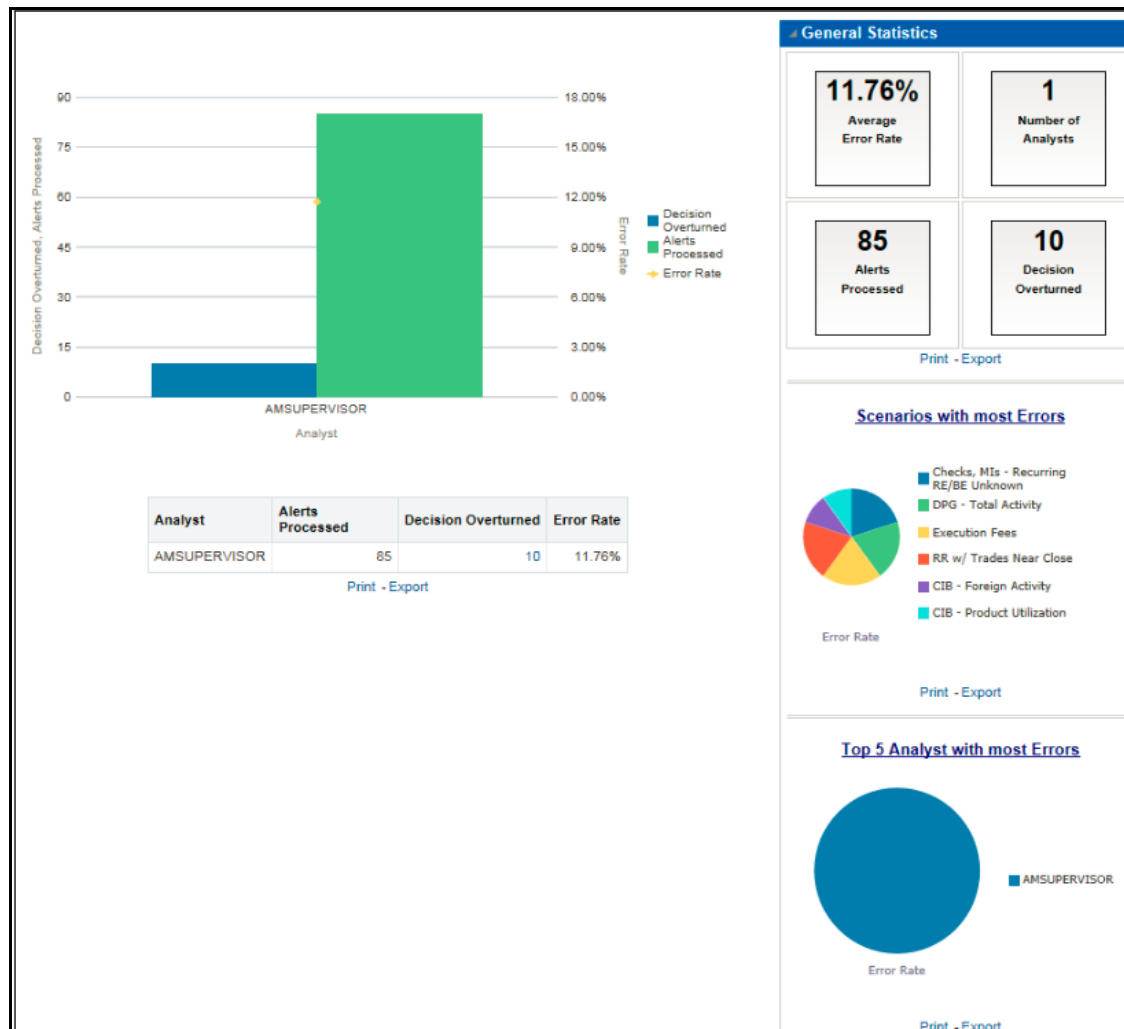 General Statistics
90
75
60
45
30
15
0
Decision Overturned, Alerts Processed
18.00%
15.00%
12.00%
9.00%
6.00%
3.00%
0.00%
Error Rate
Decision
Overturned
Alerts
Processed
Error Rate
AMSUPERVISOR
Analyst
Analyst Alerts Processed Decision Overturned Error Rate
AMSUPERVISOR 85 10 11.76%
Print - Export
11.76%
Average
Error Rate
1
Number of
Analysts
85
Alerts
Processed
10
Decision
Overturned
Print - Export
Scenarios with most Errors
Checks, MIs - Recurring
RE/BE Unknown
DPG - Total Activity
Execution Fees
RR w/ Trades Near Close
CIB - Foreign Activity
CIB - Product Utilization
Error Rate
Print - Export
Top 5 Analyst with most Errors
AMSUPERVISOR
Error Rate
Print - Export